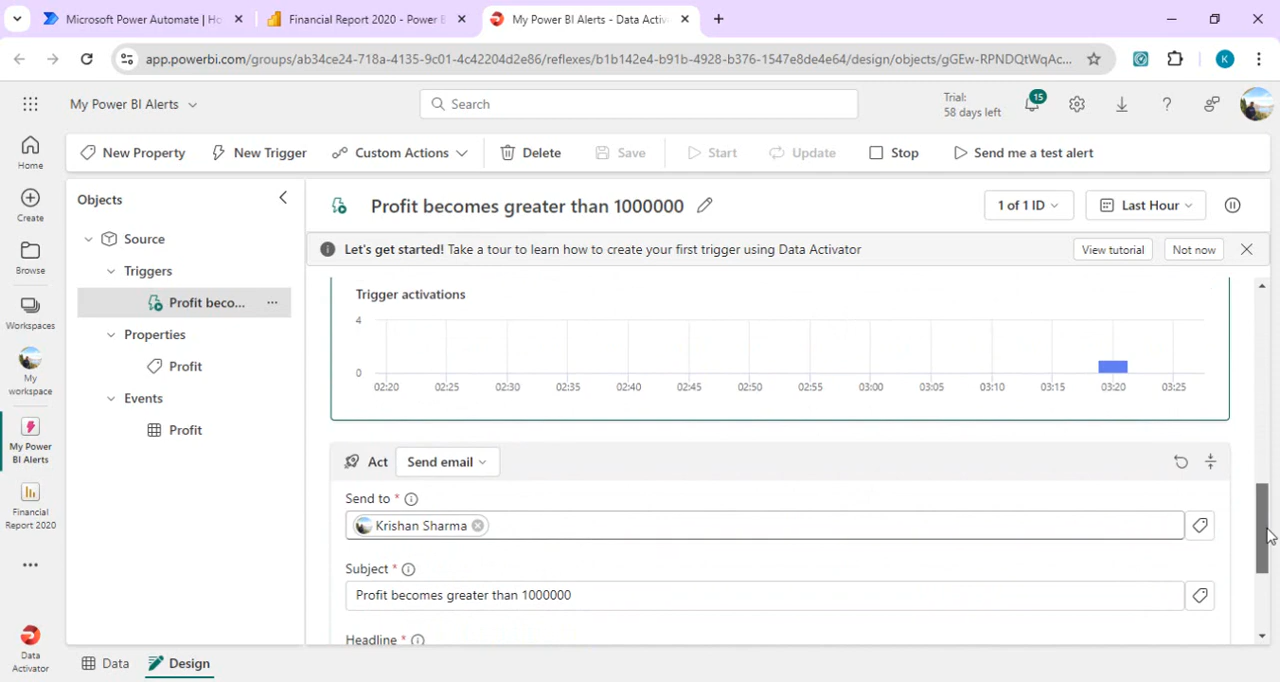 Microsoft Power Automate | Ho
Financial Report 2020 - Power B
My Power BI Alerts - Data Activ
app.powerbi.com/groups/ab34ce24-718a-4135-9c01-4c42204d2e86/reflexes/b1b142e4-b91b-4928-b376-1547e8de4e64/design/objects/gGEw-RPNDQtWqAc...
K
My Power BI Alerts
Search
Trial:
58 days left
15
Home
Create
Browse
Workspaces
My
workspace
My Power
BI Alerts
Financial
Report 2020
Data
Activator
New Property
New Trigger
Custom Actions
Delete
Save
Start
Update
Stop
Send me a test alert
Objects
Source
Triggers
Profit beco...
Properties
Profit
Events
Profit
Profit becomes greater than 1000000
1 of 1 ID
Last Hour
Let's get started! Take a tour to learn how to create your first trigger using Data Activator
View tutorial
Not now
Trigger activations
4
0
02:20 02:25 02:30 02:35 02:40 02:45 02:50 02:55 03:00 03:05 03:10 03:15 03:20 03:25
Act
Send email
Send to *
Krishan Sharma
Subject *
Profit becomes greater than 1000000
Headline *
Data
Design